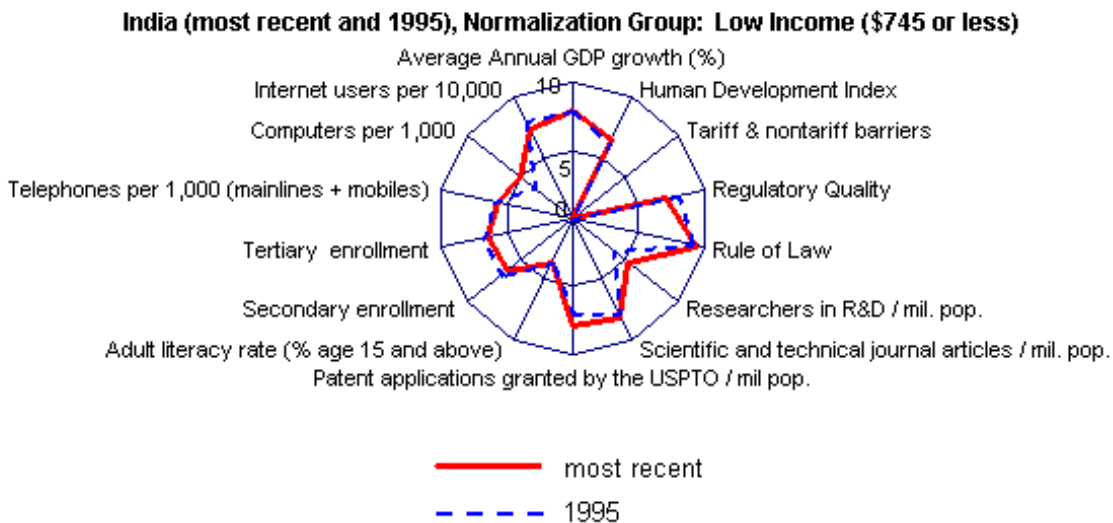 India (most recent and 1995), Normalization Group: Low Income ($745 or less)
Average Annual GDP growth (%)
Internet users per 10,000
10
Human Development Index
Computers per 1,000
Tariff & nontariff barriers
5
Telephones per 1,000 (mainlines + mobiles)
Regulatory Quality
0
Tertiary enrollment
Rule of Law
Secondary enrollment
Researchers in R&D / mil. pop.
Adult literacy rate (% age 15 and above)
Scientific and technical journal articles / mil. pop.
Patent applications granted by the USPTO / mil pop.
most recent
1995